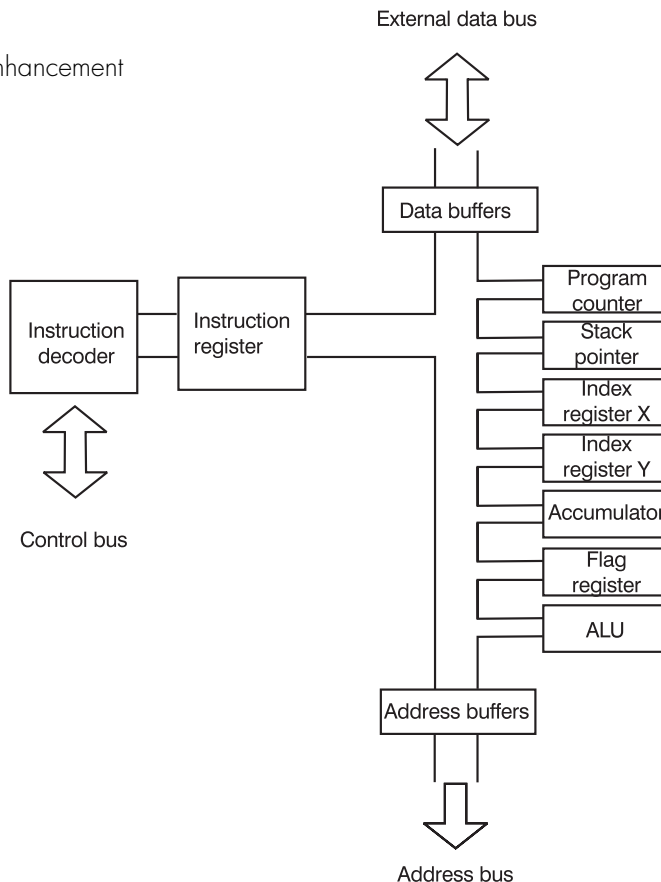 External data bus
nhancement
Data buffers
Program
counter
Stack
pointer
Instruction
decoder
Instruction
register
Index
register X
Index
register Y
Accumulator
Flag
register
ALU
Control bus
Address buffers
Address bus